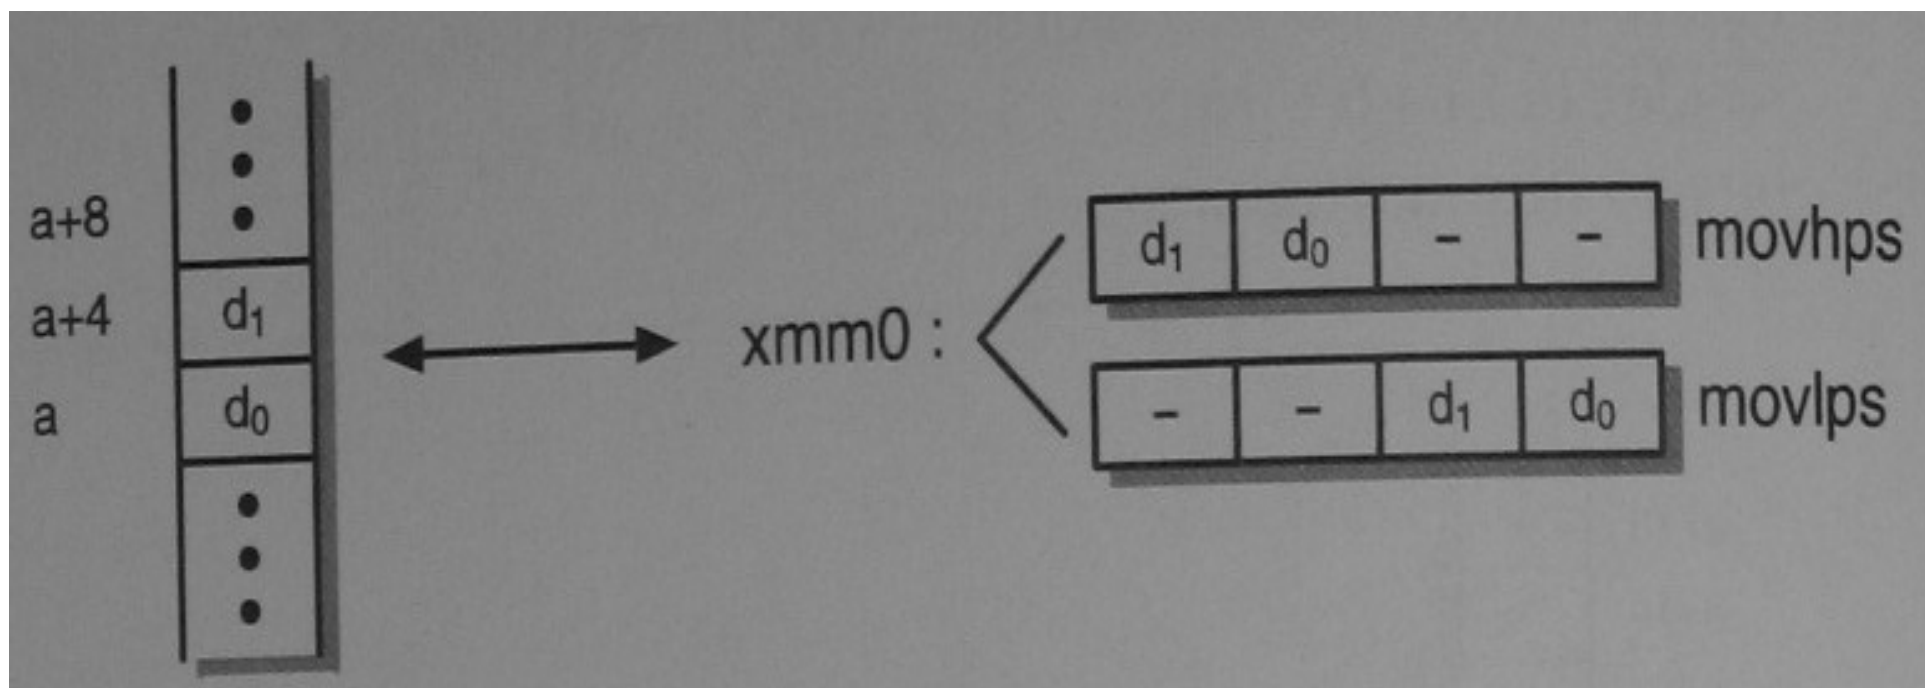 a+8
a+4 d₁
a d₀
xmm0 :
d₁ d₀ – – movhps
– – d₁ d₀ movlps